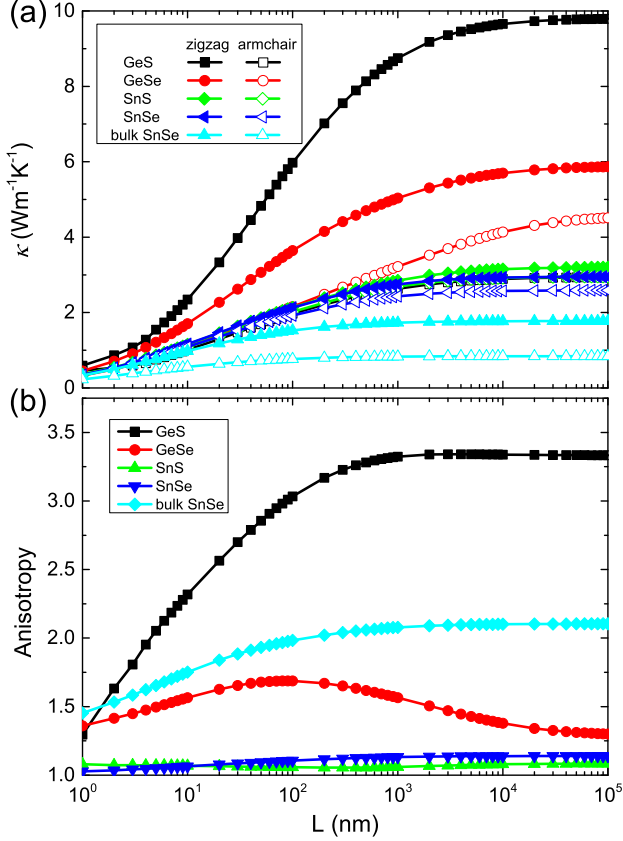 (a)
10
8
6
4
2
0
κ (Wm⁻¹K⁻¹)
zigzag armchair
GeS
GeSe
SnS
SnSe
bulk SnSe
(b)
3.5
3.0
2.5
2.0
1.5
1.0
Anisotropy
GeS
GeSe
SnS
SnSe
bulk SnSe
10⁰ 10¹ 10² 10³ 10⁴ 10⁵
L (nm)